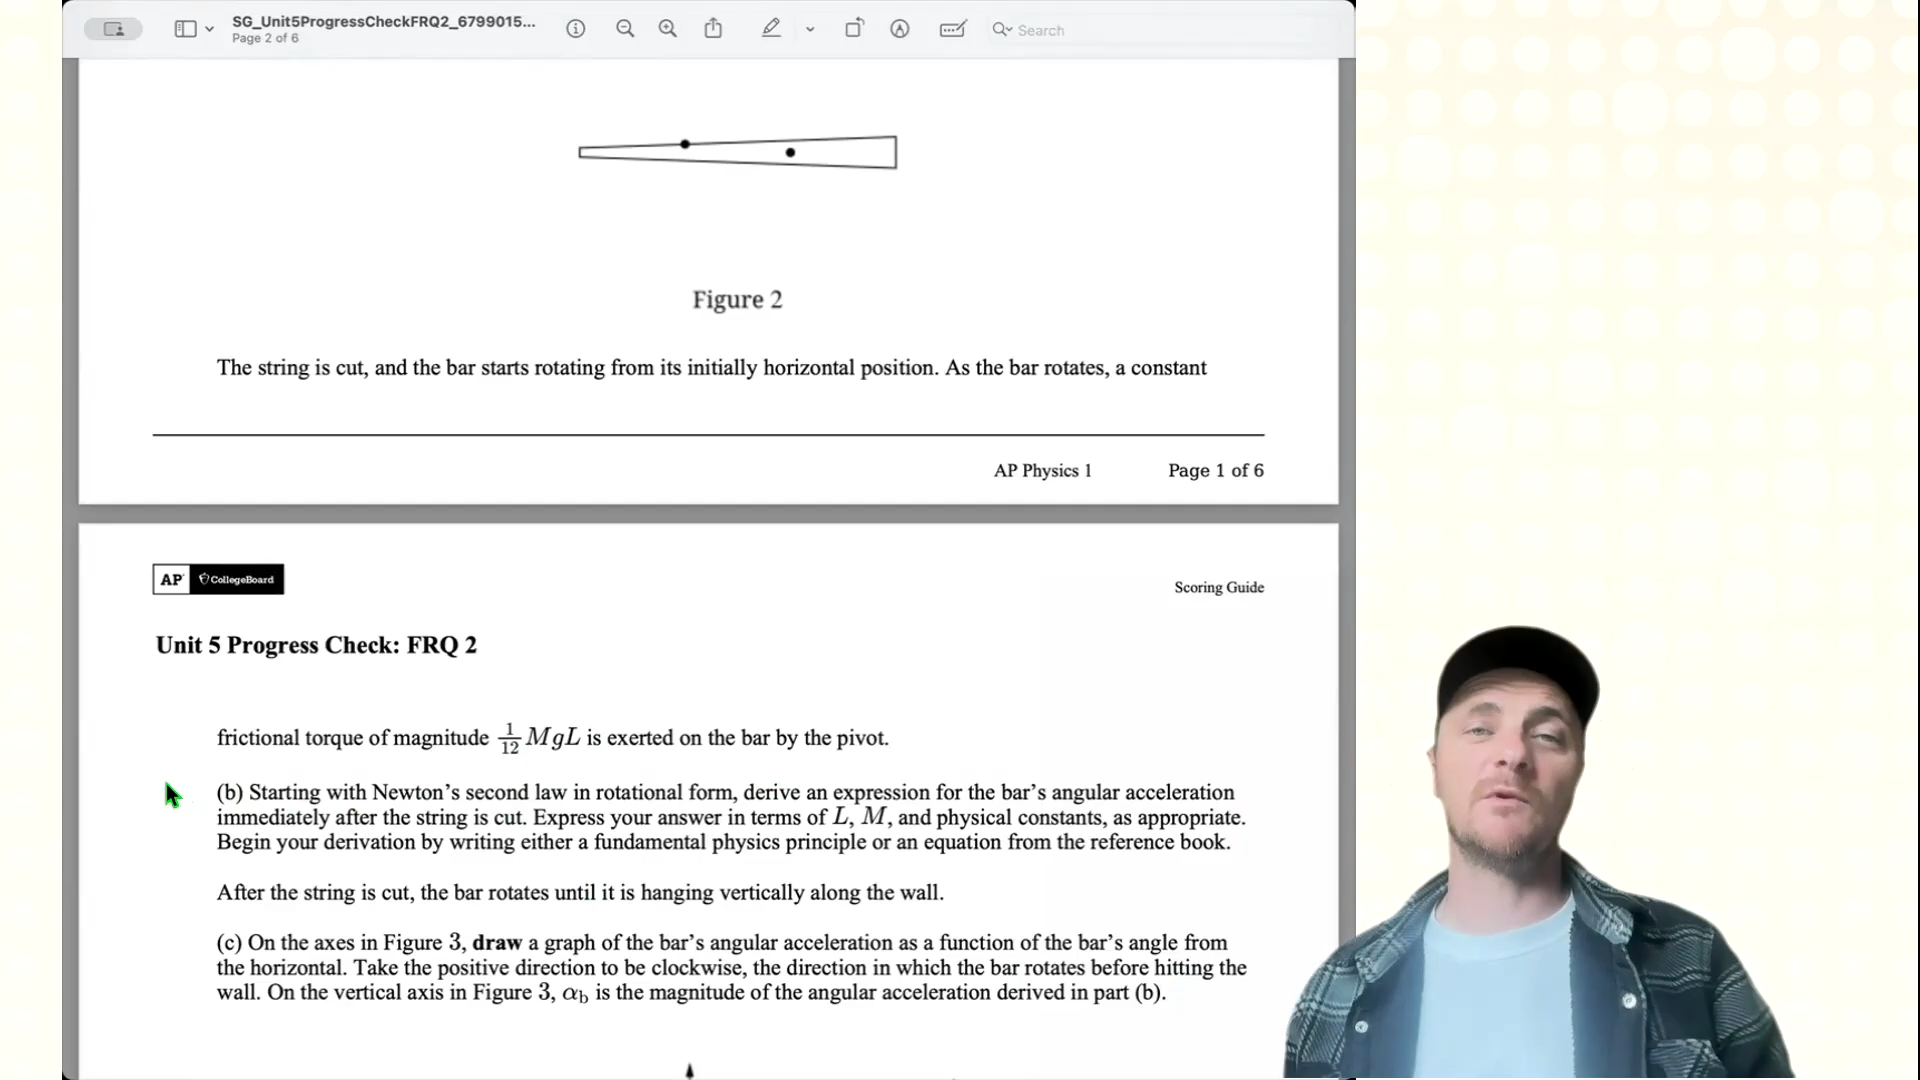 SG_Unit5ProgressCheckFRQ2_6799015...
Page 2 of 6
Search
Figure 2
The string is cut, and the bar starts rotating from its initially horizontal position. As the bar rotates, a constant
AP Physics 1 Page 1 of 6
AP CollegeBoard
Scoring Guide
Unit 5 Progress Check: FRQ 2
frictional torque of magnitude 1/12 MgL is exerted on the bar by the pivot.
(b) Starting with Newton's second law in rotational form, derive an expression for the bar's angular acceleration
immediately after the string is cut. Express your answer in terms of L, M, and physical constants, as appropriate.
Begin your derivation by writing either a fundamental physics principle or an equation from the reference book.
After the string is cut, the bar rotates until it is hanging vertically along the wall.
(c) On the axes in Figure 3, draw a graph of the bar's angular acceleration as a function of the bar's angle from
the horizontal. Take the positive direction to be clockwise, the direction in which the bar rotates before hitting the
wall. On the vertical axis in Figure 3, αb is the magnitude of the angular acceleration derived in part (b).